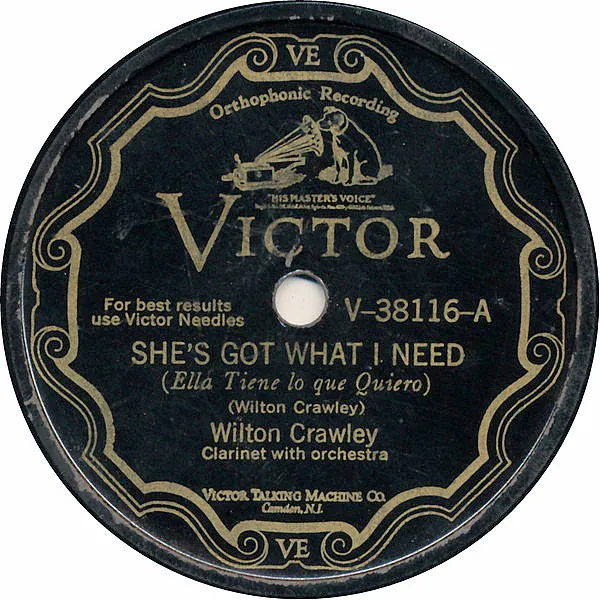 VE
Orthophonic Recording
"HIS MASTER'S VOICE"
VICTOR
For best results
use Victor Needles
V-38116-A
SHE'S GOT WHAT I NEED
(Ella Tiene lo que Quiero)
(Wilton Crawley)
Wilton Crawley
Clarinet with orchestra
VICTOR TALKING MACHINE CO.
Camden, N.J.
VE